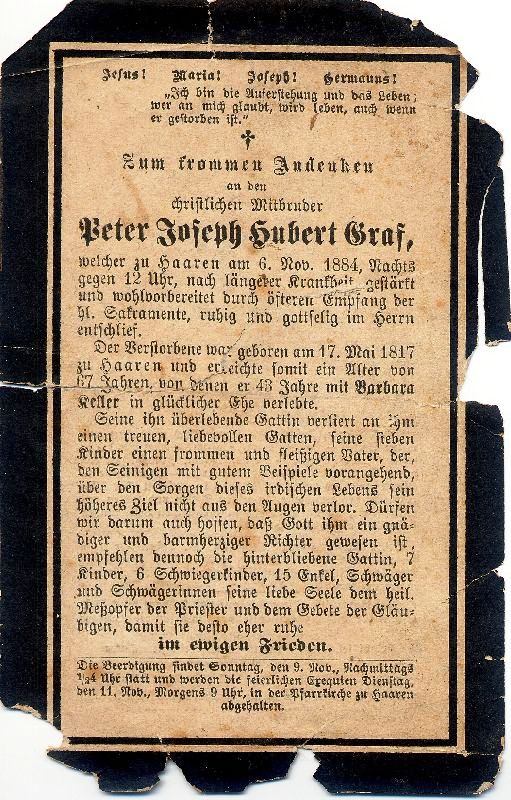 Jesus! Maria! Joseph! Hermanns!
„Ich bin die Auferstehung und das Leben;
wer an mich glaubt, wird leben, auch wenn
er gestorben ist.“
Zum frommen Andenken
an den
christlichen Mitbruder
Peter Joseph Hubert Graf,
welcher zu Haaren am 6. Nov. 1884, Nachts
gegen 12 Uhr, nach längerer Krankheit, gestärkt
und wohlvorbereitet durch öfteren Empfang der
hl. Sakramente, ruhig und gottselig im Herrn
entschlief.
Der Verstorbene war geboren am 17. Mai 1817
zu Haaren und erreichte somit ein Alter von
67 Jahren, von denen er 43 Jahre mit Barbara
Keller in glücklicher Ehe verlebte.
Seine ihn überlebende Gattin verliert an ihm
einen treuen, liebevollen Gatten, seine sieben
Kinder einen frommen und fleißigen Vater, der,
den Seinigen mit gutem Beispiele vorangehend,
über den Sorgen dieses irdischen Lebens sein
höheres Ziel nicht aus den Augen verlor. Dürfen
wir darum auch hoffen, daß Gott ihm ein gnä-
diger und barmherziger Richter gewesen ist,
empfehlen dennoch die hinterbliebene Gattin, 7
Kinder, 6 Schwiegerkinder, 15 Enkel, Schwäger
und Schwägerinnen seine liebe Seele dem heil.
Meßopfer der Priester und dem Gebete der Gläu-
bigen, damit sie desto eher ruhe
im ewigen Frieden.
Die Beerdigung findet Sonntag, den 9. Nov., Nachmittags
½4 Uhr statt und werden die feierlichen Exequien Dienstag,
den 11. Nov., Morgens 9 Uhr, in der Pfarrkirche zu Haaren
abgehalten.